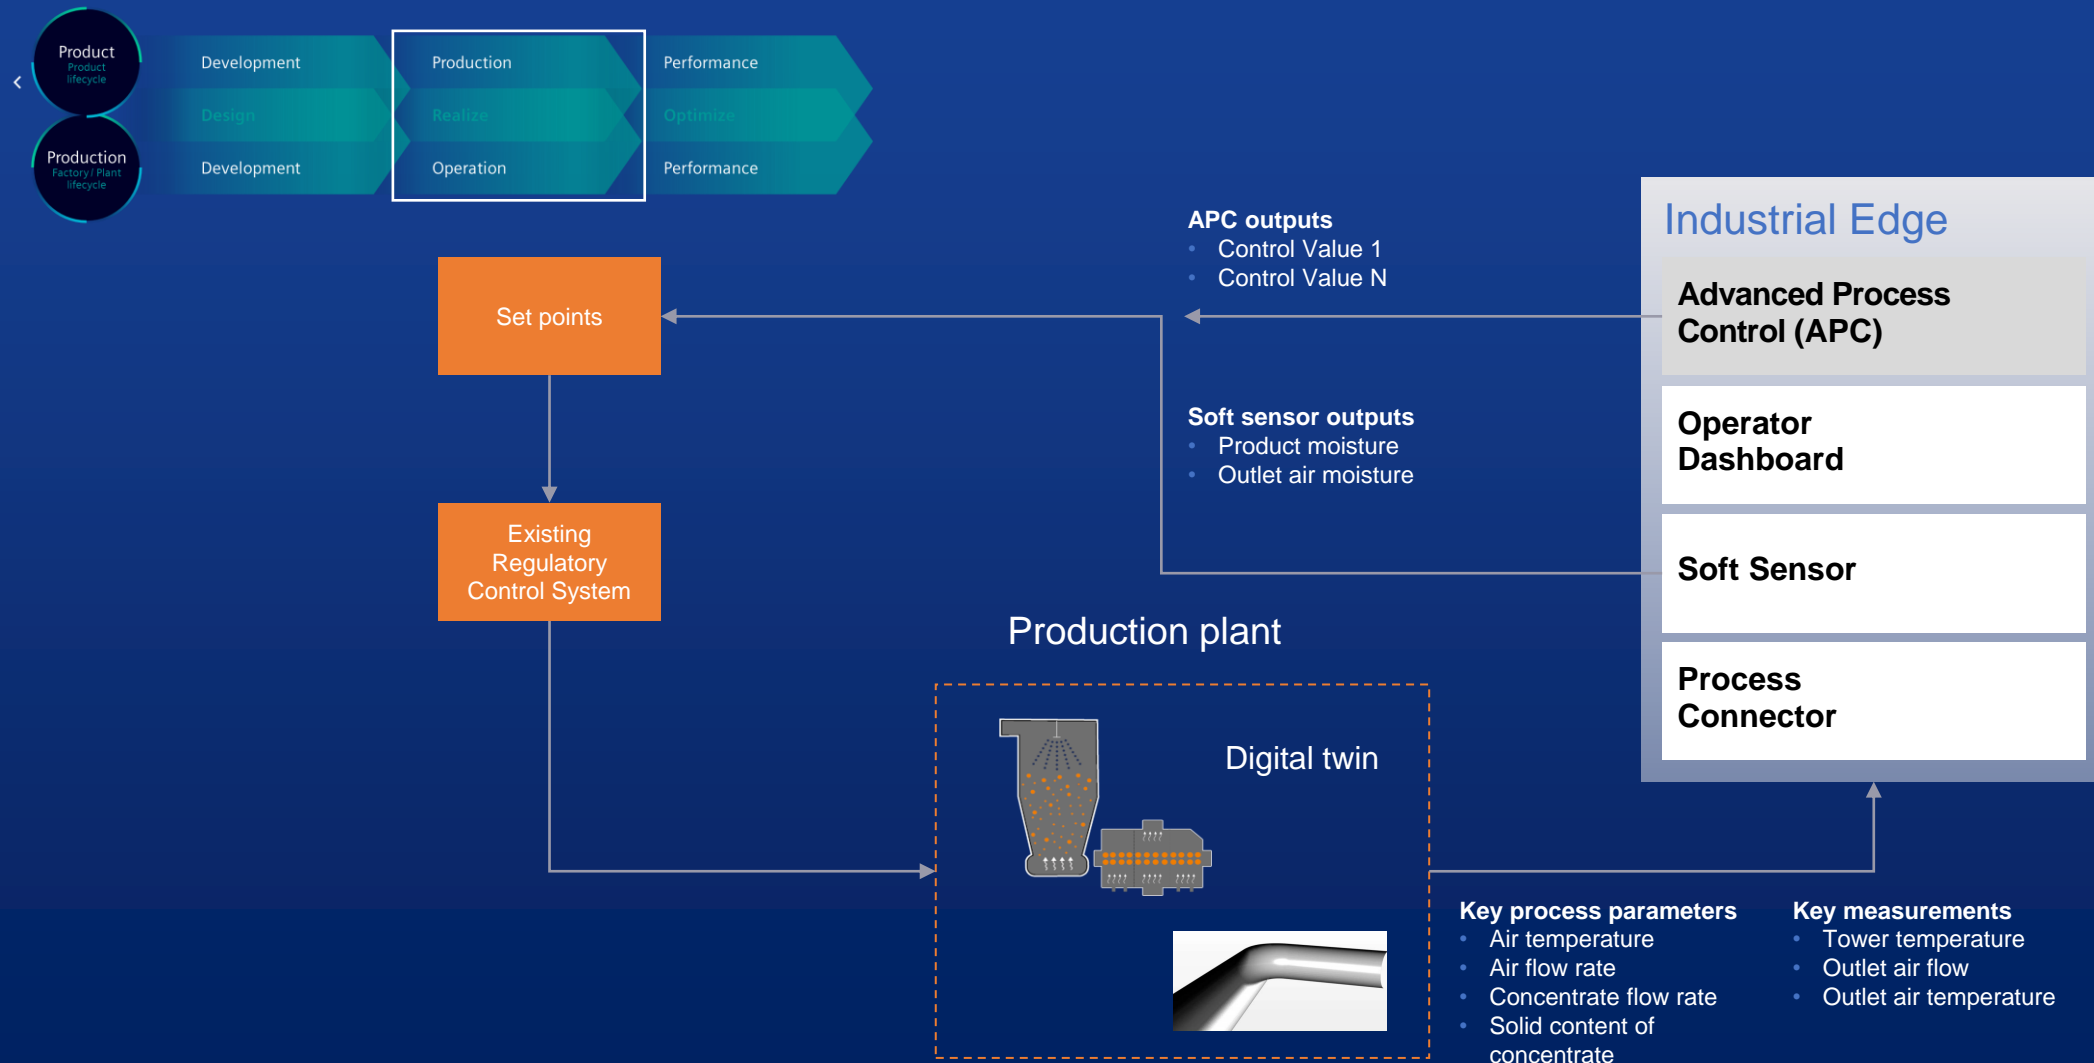 Product
Product
lifecycle
Development
Production
Performance
Design
Realize
Optimize
Production
Factory / Plant
lifecycle
Development
Operation
Performance
APC outputs
• Control Value 1
• Control Value N
Industrial Edge
Advanced Process
Control (APC)
Set points
Soft sensor outputs
• Product moisture
• Outlet air moisture
Operator
Dashboard
Existing
Regulatory
Control System
Soft Sensor
Production plant
Process
Connector
Digital twin
Key process parameters
• Air temperature
• Air flow rate
• Concentrate flow rate
• Solid content of
concentrate
Key measurements
• Tower temperature
• Outlet air flow
• Outlet air temperature